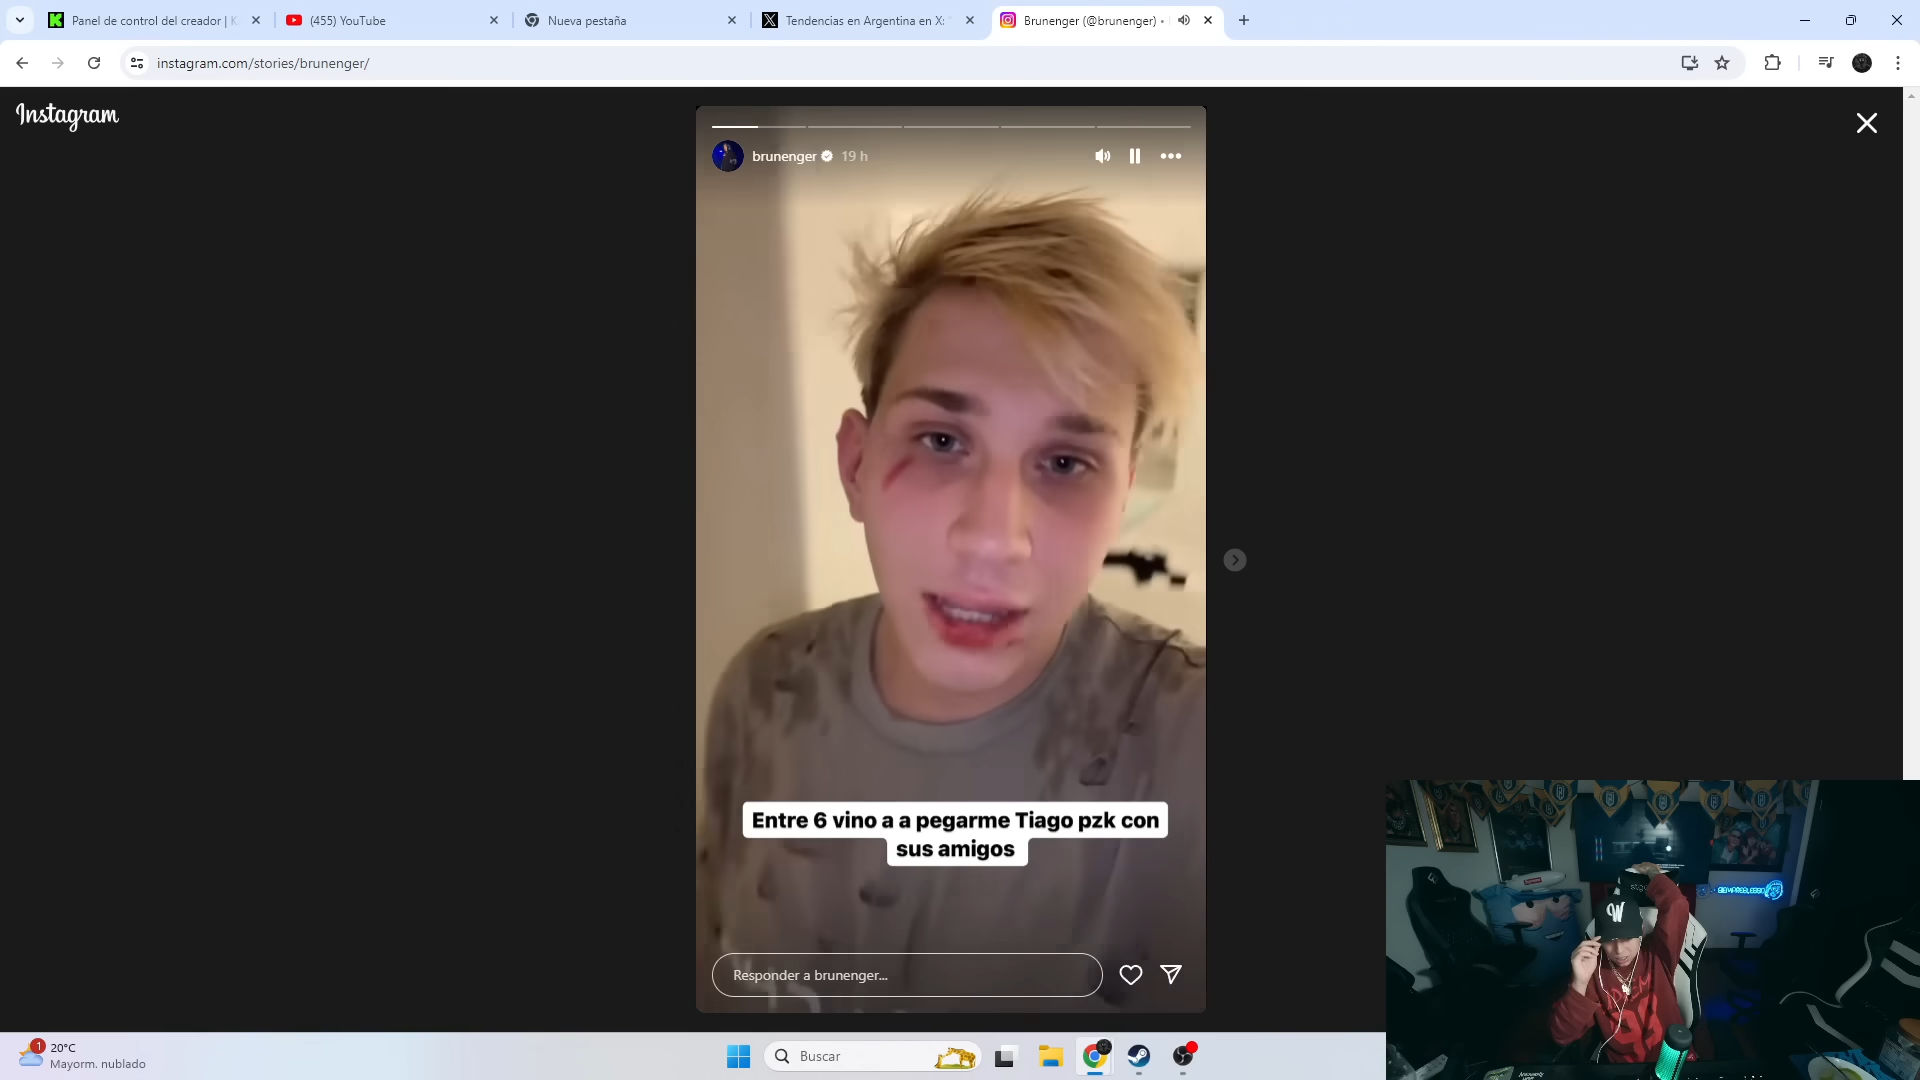 Panel de control del creador | K
(455) YouTube
Nueva pestaña
Tendencias en Argentina en X:
Brunenger (@brunenger) •
instagram.com/stories/brunenger/
Instagram
brunenger
19 h
Entre 6 vino a a pegarme Tiago pzk con
sus amigos
Responder a brunenger...
1
20°C
Mayorm. nublado
Buscar
W